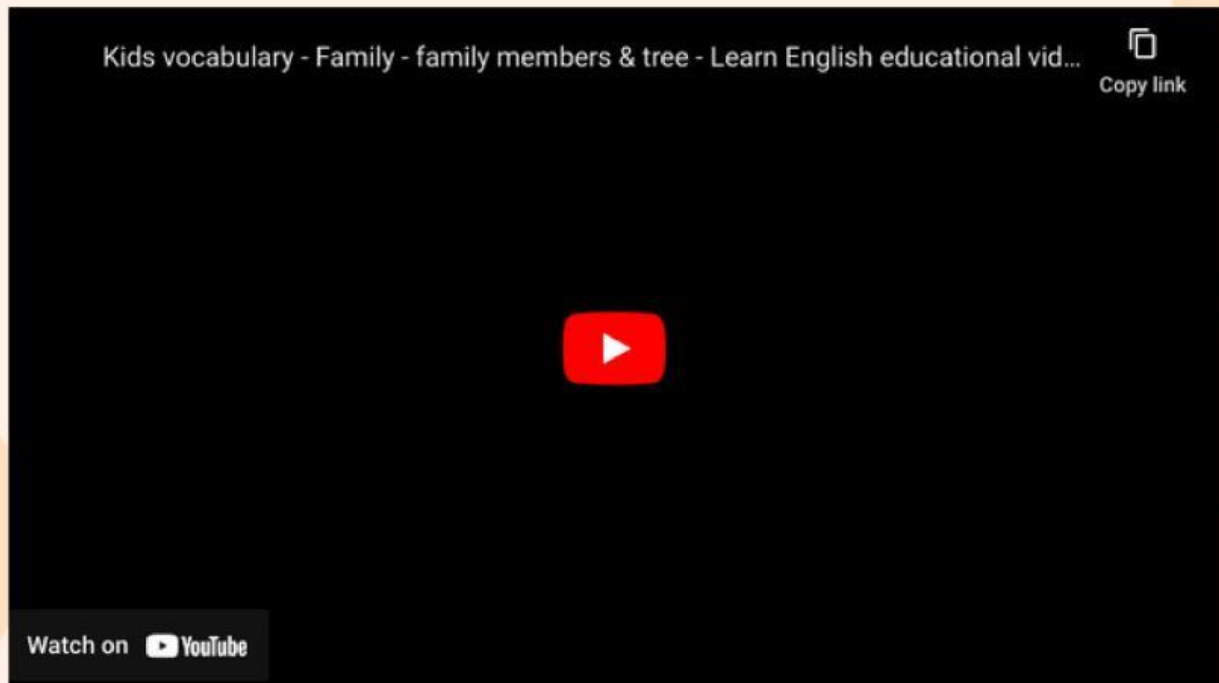 Kids vocabulary - Family - family members & tree - Learn English educational vid...
Copy link
Watch on YouTube